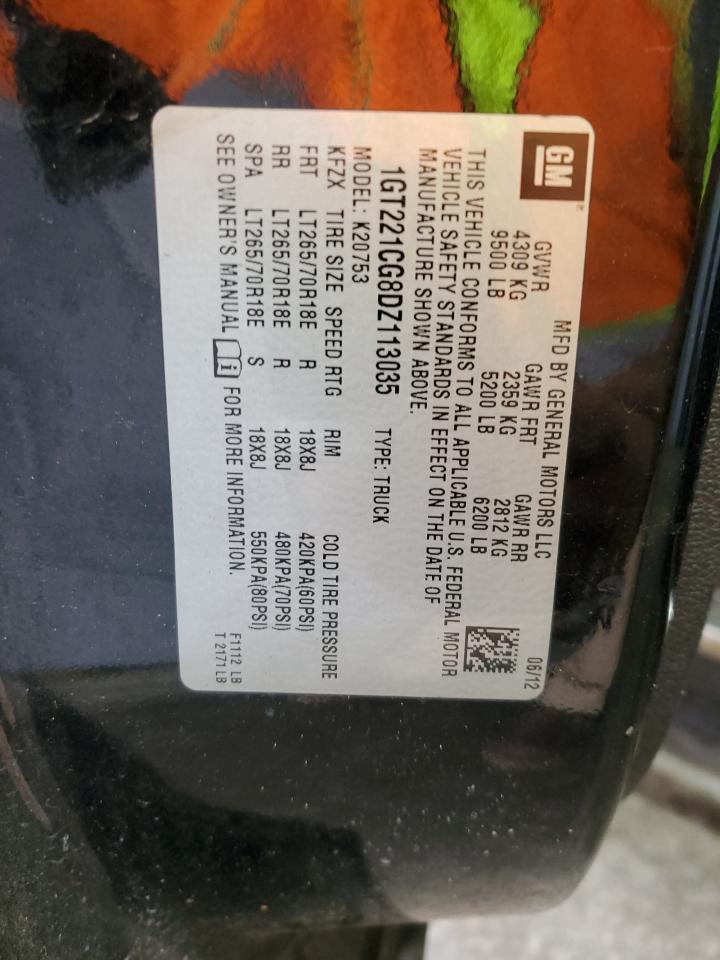 GM
MFD BY GENERAL MOTORS LLC 06/12
GVWR GAWR FRT GAWR RR
4309 KG 2359 KG 2812 KG
9500 LB 5200 LB 6200 LB
THIS VEHICLE CONFORMS TO ALL APPLICABLE U.S. FEDERAL MOTOR
VEHICLE SAFETY STANDARDS IN EFFECT ON THE DATE OF
MANUFACTURE SHOWN ABOVE.
1GT221CG8DZ113035 TYPE: TRUCK
MODEL: K20753
KFZX TIRE SIZE SPEED RTG RIM COLD TIRE PRESSURE
FRT LT265/70R18E R 18X8J 420KPA(60PSI)
RR LT265/70R18E R 18X8J 480KPA(70PSI)
SPA LT265/70R18E S 18X8J 550KPA(80PSI)
SEE OWNER'S MANUAL i FOR MORE INFORMATION.
F1112 LB
T 2171 LB